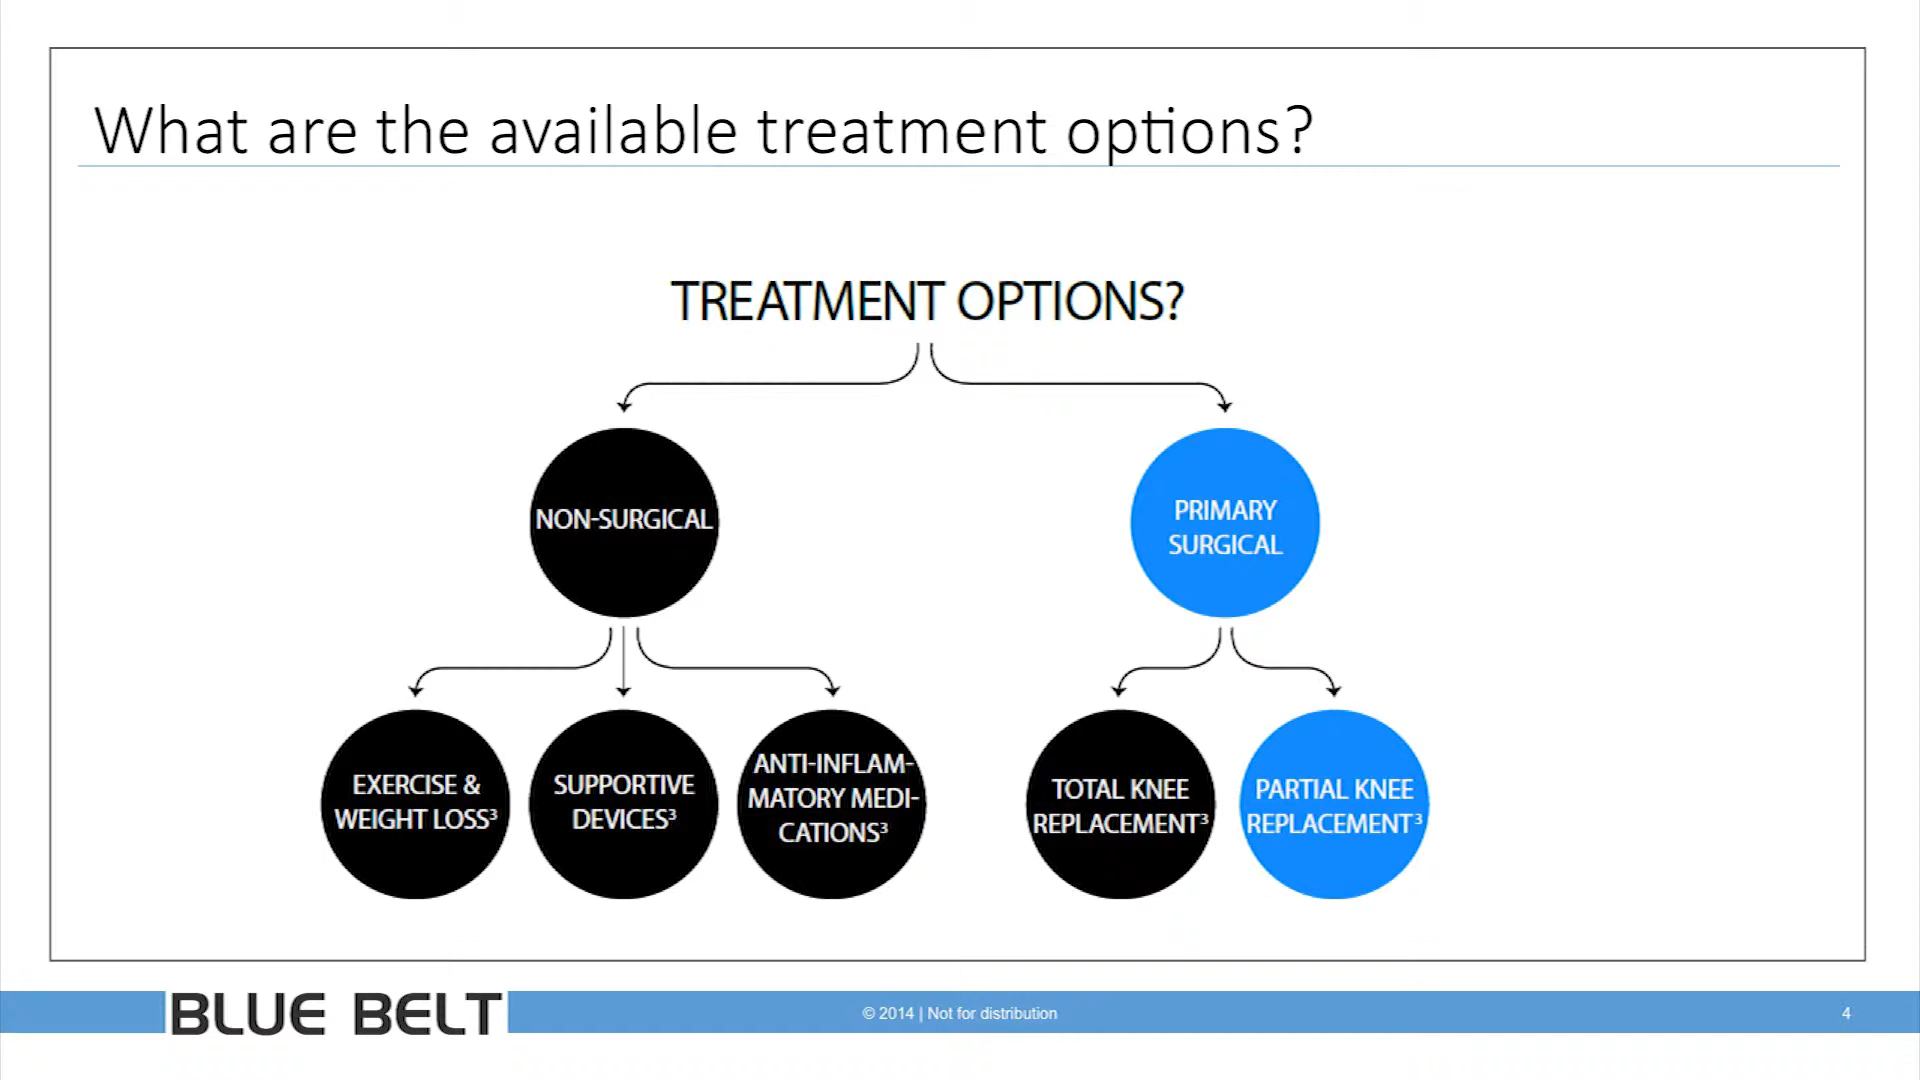 What are the available treatment options?
TREATMENT OPTIONS?
NON-SURGICAL
PRIMARY
SURGICAL
EXERCISE &
WEIGHT LOSS³
SUPPORTIVE
DEVICES³
ANTI-INFLAM-
MATORY MEDI-
CATIONS³
TOTAL KNEE
REPLACEMENT³
PARTIAL KNEE
REPLACEMENT³
BLUE BELT
© 2014 | Not for distribution
4